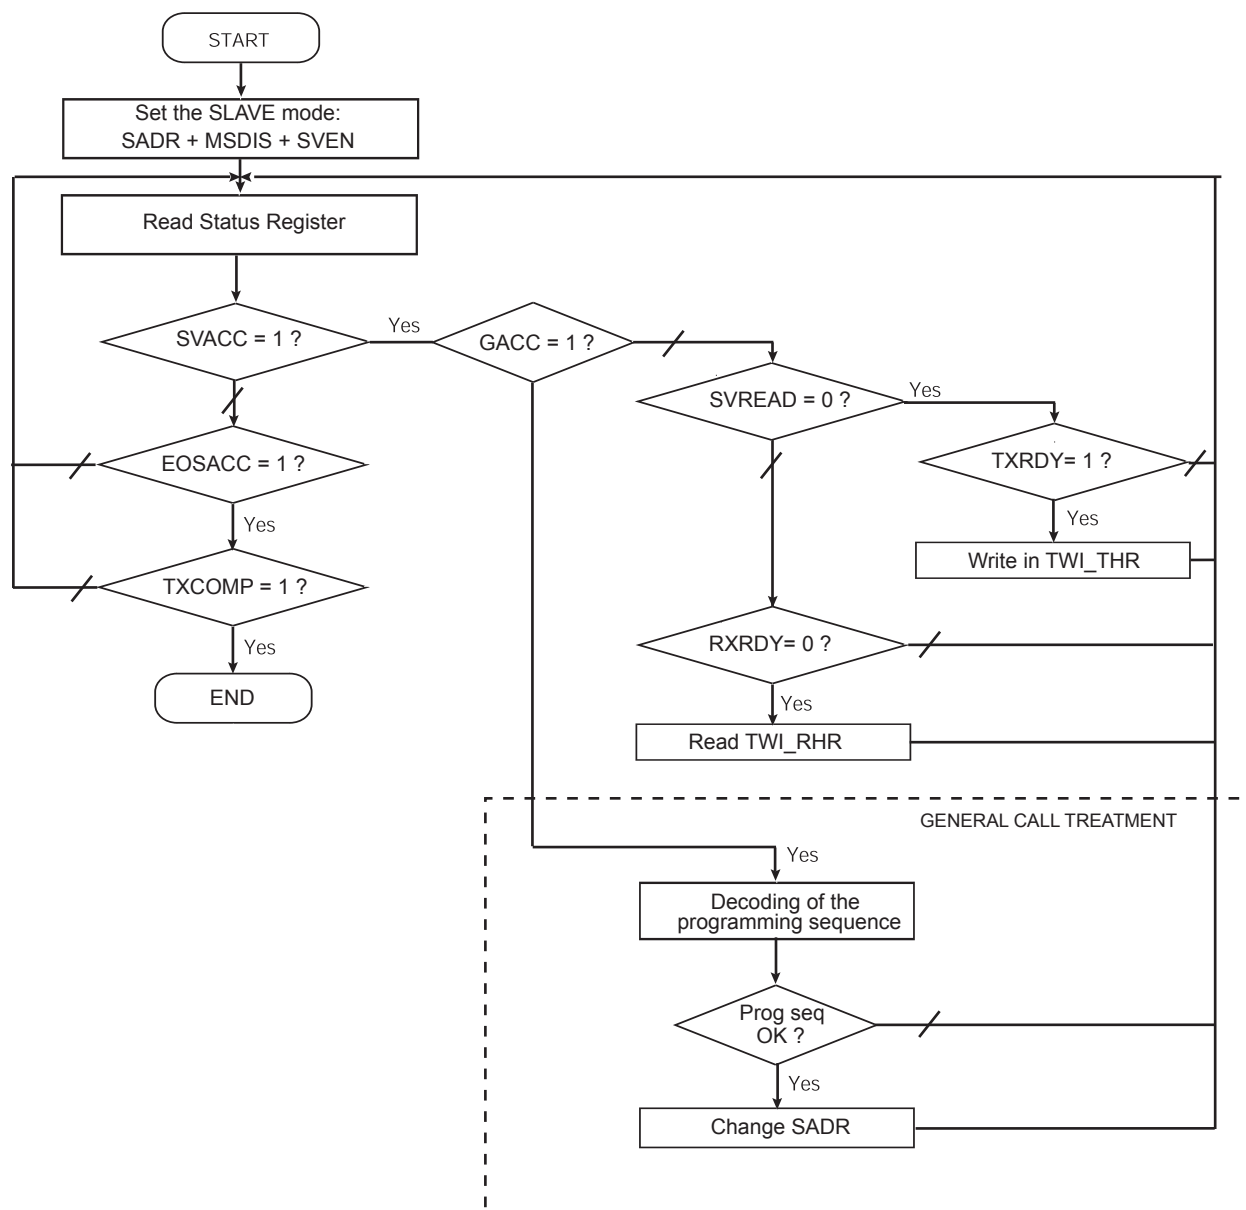 START
Set the SLAVE mode:
SADR + MSDIS + SVEN
Read Status Register
SVACC = 1 ?
Yes
GACC = 1 ?
SVREAD = 0 ?
Yes
EOSACC = 1 ?
TXRDY= 1 ?
Yes
Yes
Write in TWI_THR
TXCOMP = 1 ?
Yes
RXRDY= 0 ?
END
Yes
Read TWI_RHR
GENERAL CALL TREATMENT
Yes
Decoding of the
programming sequence
Prog seq
OK ?
Yes
Change SADR